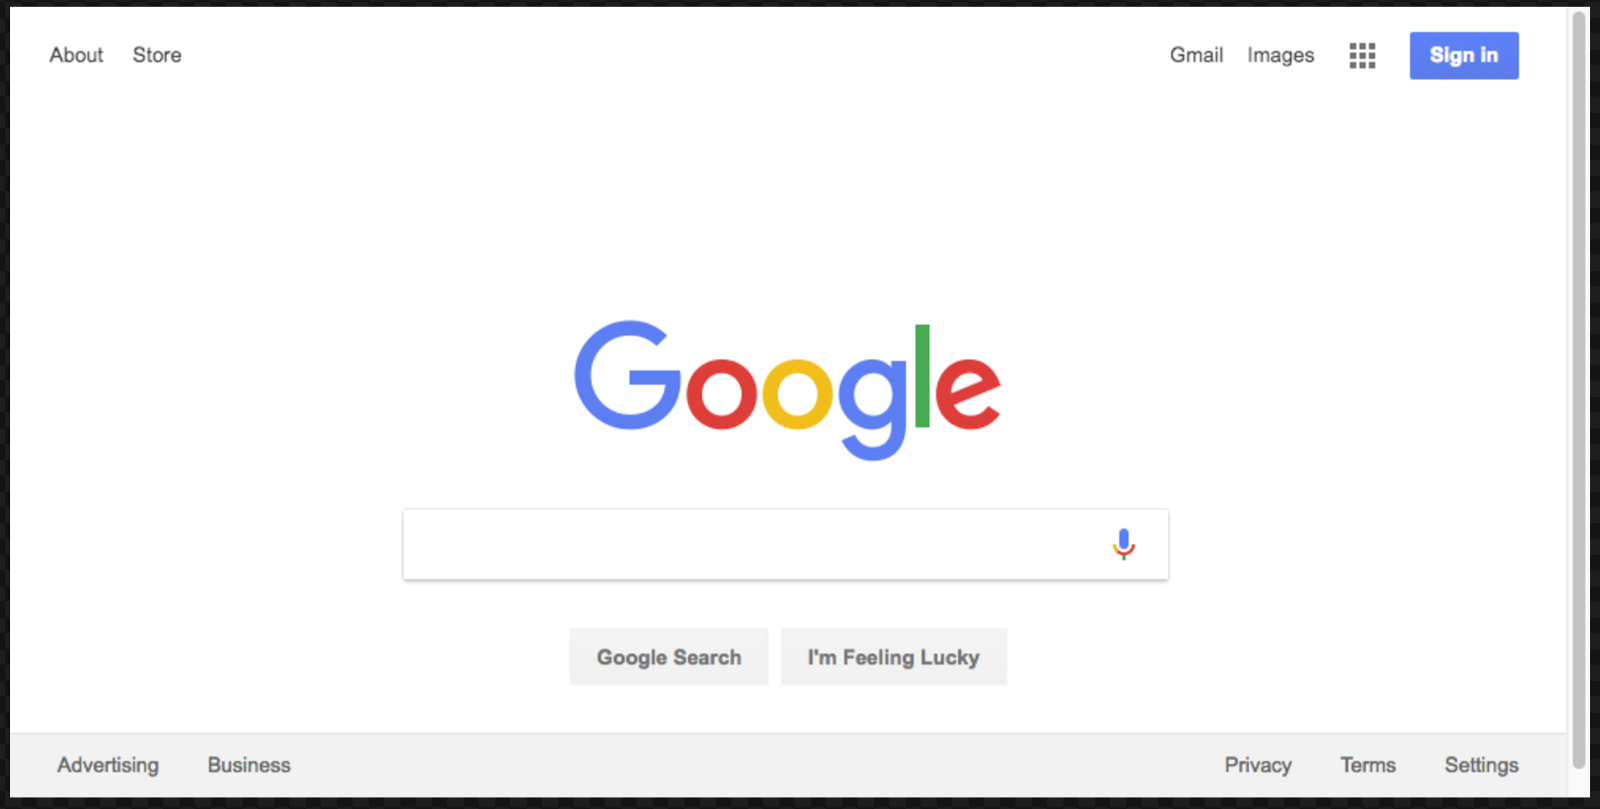 About Store Gmail Images Sign in
Google
Google Search I'm Feeling Lucky
Advertising Business Privacy Terms Settings